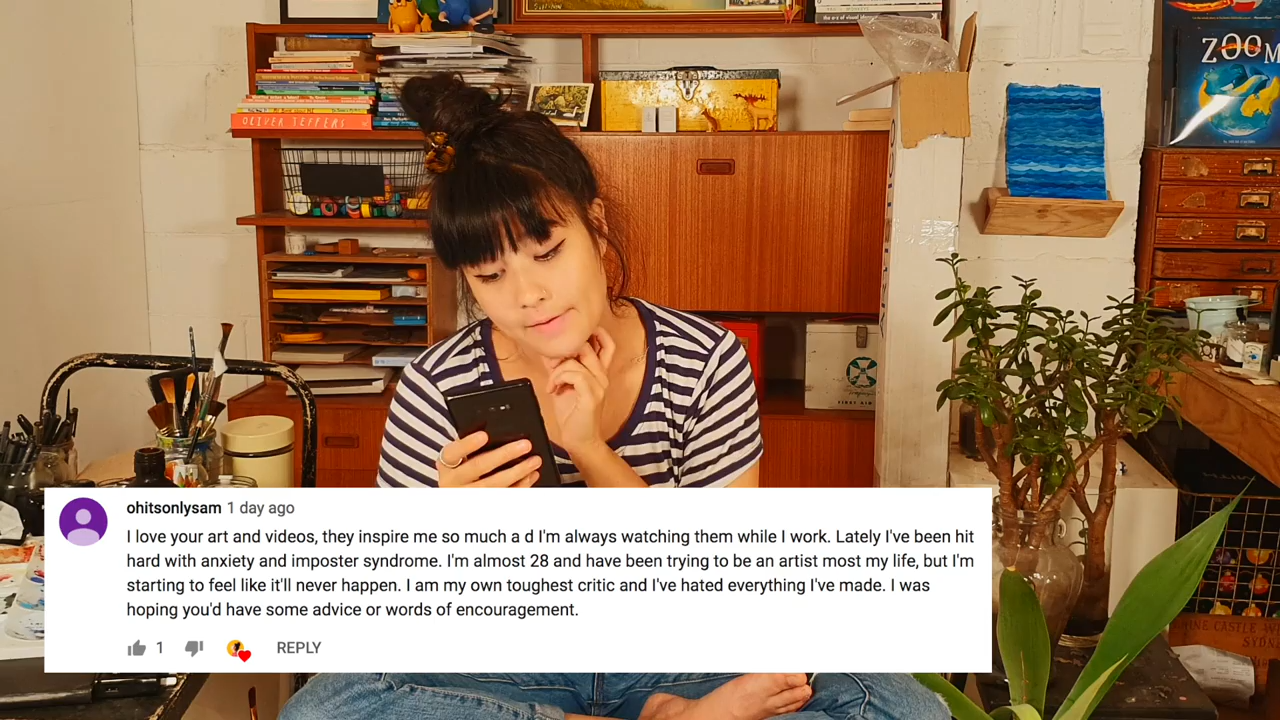 ZOOM
OLIVER JEFFERS
FIRST AID
ohitsonlysam 1 day ago
I love your art and videos, they inspire me so much a d I'm always watching them while I work. Lately I've been hit
hard with anxiety and imposter syndrome. I'm almost 28 and have been trying to be an artist most my life, but I'm
starting to feel like it'll never happen. I am my own toughest critic and I've hated everything I've made. I was
hoping you'd have some advice or words of encouragement.
1 REPLY